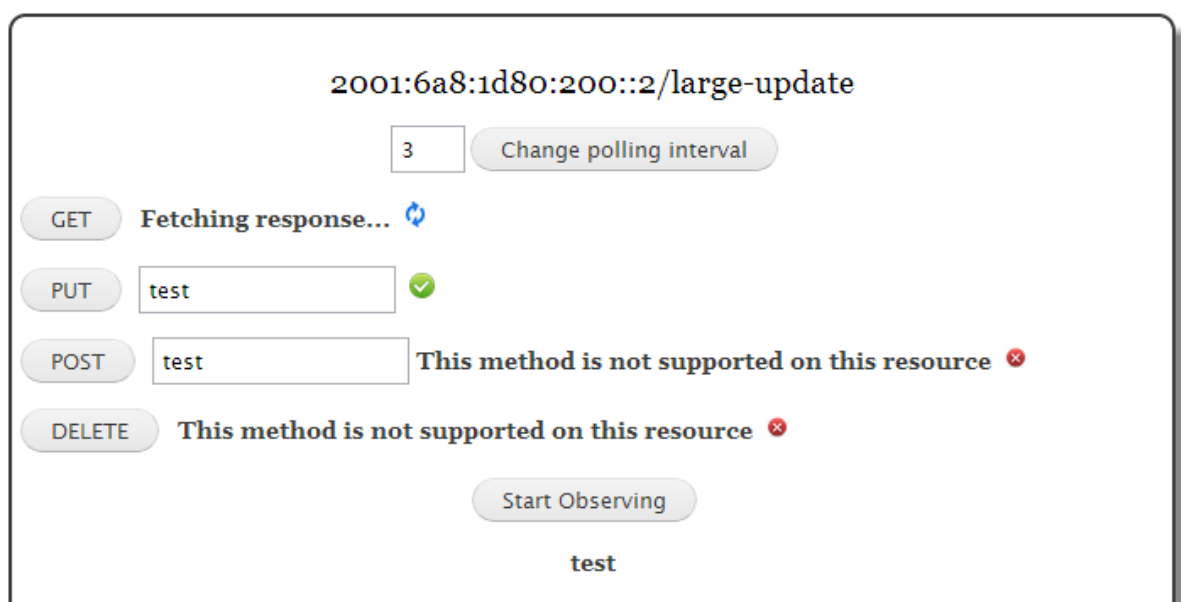 2001:6a8:1d80:200::2/large-update
3 Change polling interval
GET Fetching response...
PUT test
POST test This method is not supported on this resource
DELETE This method is not supported on this resource
Start Observing
test